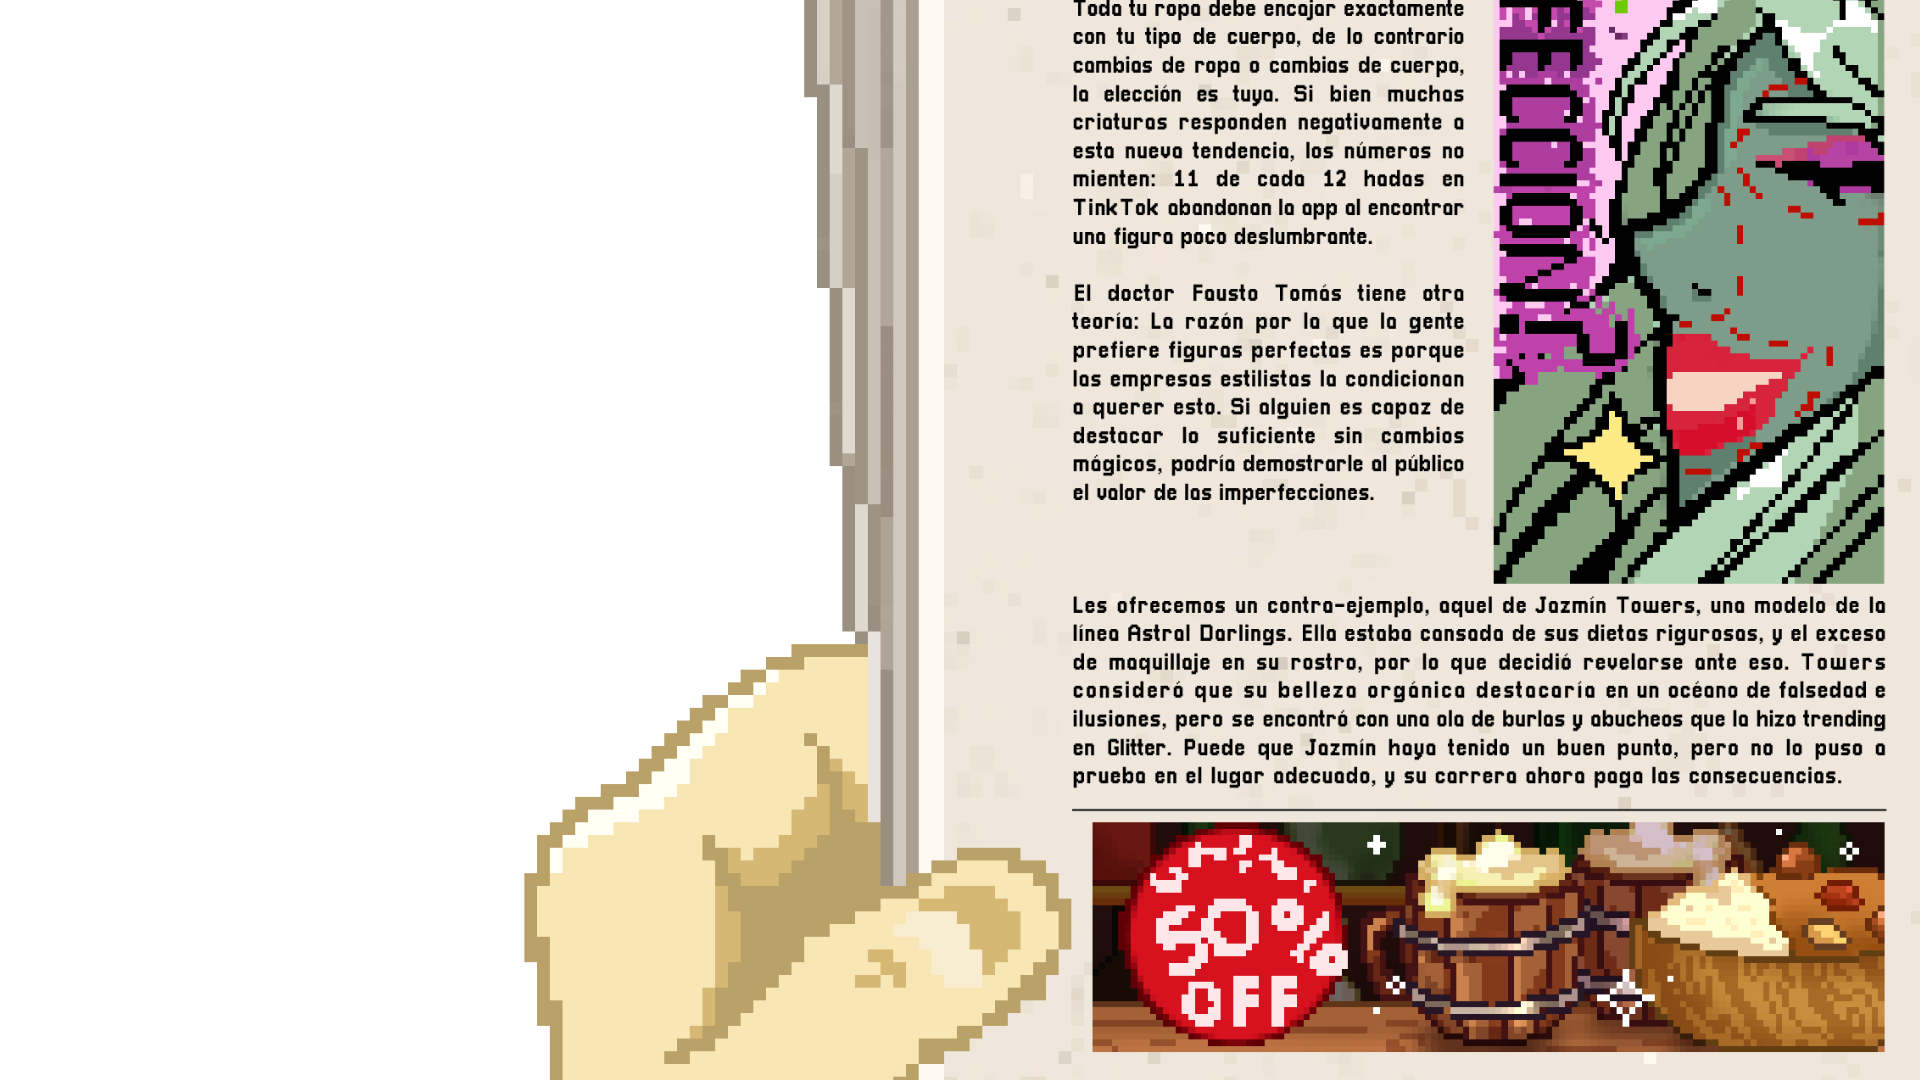 Toda tu ropa debe encajar exactamente
con tu tipo de cuerpo, de lo contrario
cambias de ropa o cambias de cuerpo,
la elección es tuya. Si bien muchas
criaturas responden negativamente a
esta nueva tendencia, los números no
mienten: 11 de cada 12 hadas en
TinkTok abandonan la app al encontrar
una figura poco deslumbrante.
El doctor Fausto Tomás tiene otra
teoría: La razón por la que la gente
prefiere figuras perfectas es porque
las empresas estilistas la condicionan
a querer esto. Si alguien es capaz de
destacar lo suficiente sin cambios
mágicos, podría demostrarle al público
el valor de las imperfecciones.
Les ofrecemos un contra-ejemplo, aquel de Jazmín Towers, una modelo de la
línea Astral Darlings. Ella estaba cansada de sus dietas rigurosas, y el exceso
de maquillaje en su rostro, por lo que decidió revelarse ante eso. Towers
consideró que su belleza orgánica destacaría en un océano de falsedad e
ilusiones, pero se encontró con una ola de burlas y abucheos que la hizo trending
en Glitter. Puede que Jazmín haya tenido un buen punto, pero no lo puso a
prueba en el lugar adecuado, y su carrera ahora paga las consecuencias.
50%
OFF